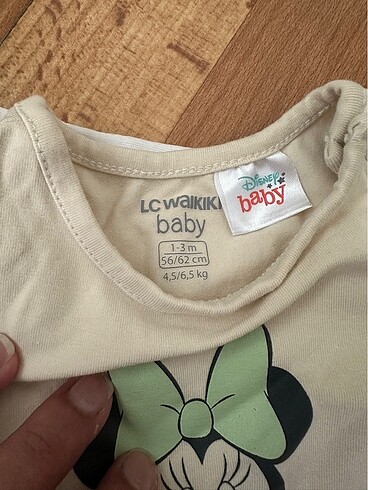 LC WAIKIKI
baby
1-3 m
56/62 cm
4,5/6,5 kg
Disney
baby